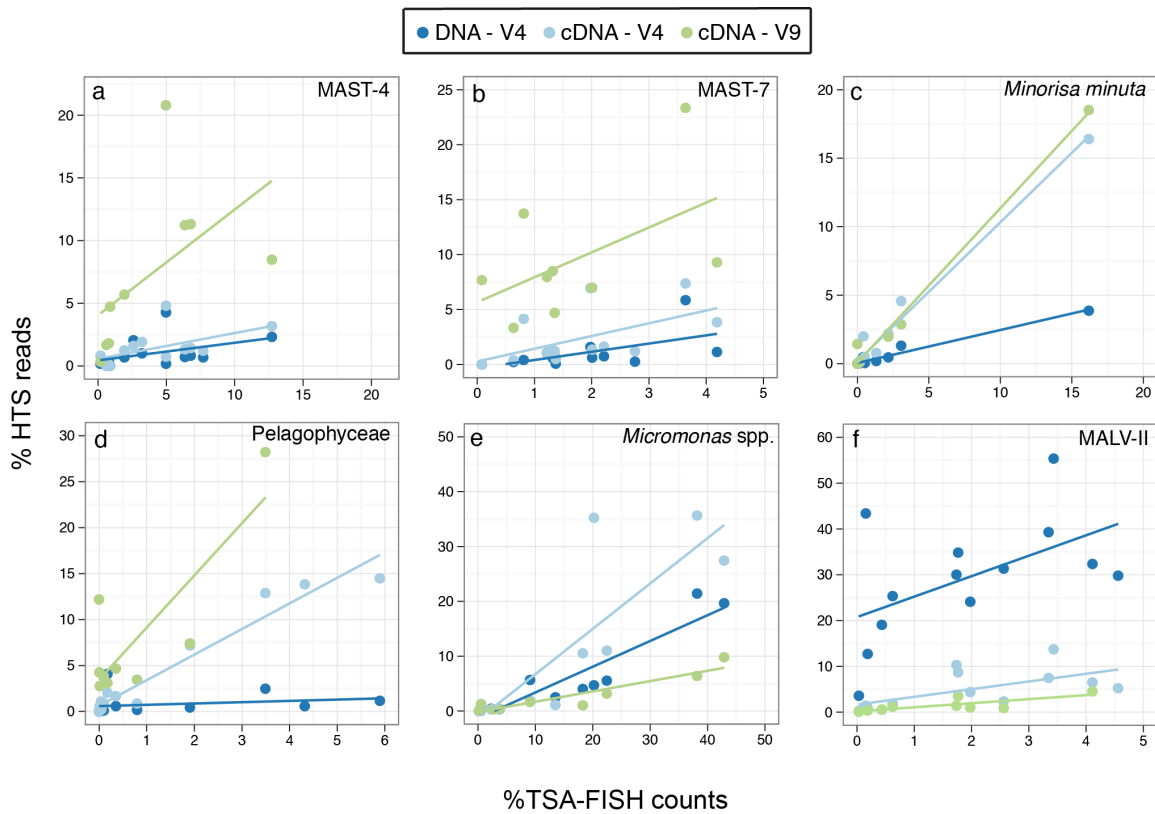 DNA - V4 cDNA - V4 cDNA - V9
a MAST-4
20
15
10
5
0
0 5 10 15 20
b MAST-7
25
20
15
10
5
0
0 1 2 3 4 5
c Minorisa minuta
20
15
10
5
0
0 5 10 15 20
% HTS reads
d Pelagophyceae
30
25
20
15
10
5
0
0 1 2 3 4 5 6
e Micromonas spp.
50
40
30
20
10
0
0 10 20 30 40 50
f MALV-II
60
50
40
30
20
10
0
0 1 2 3 4 5
%TSA-FISH counts